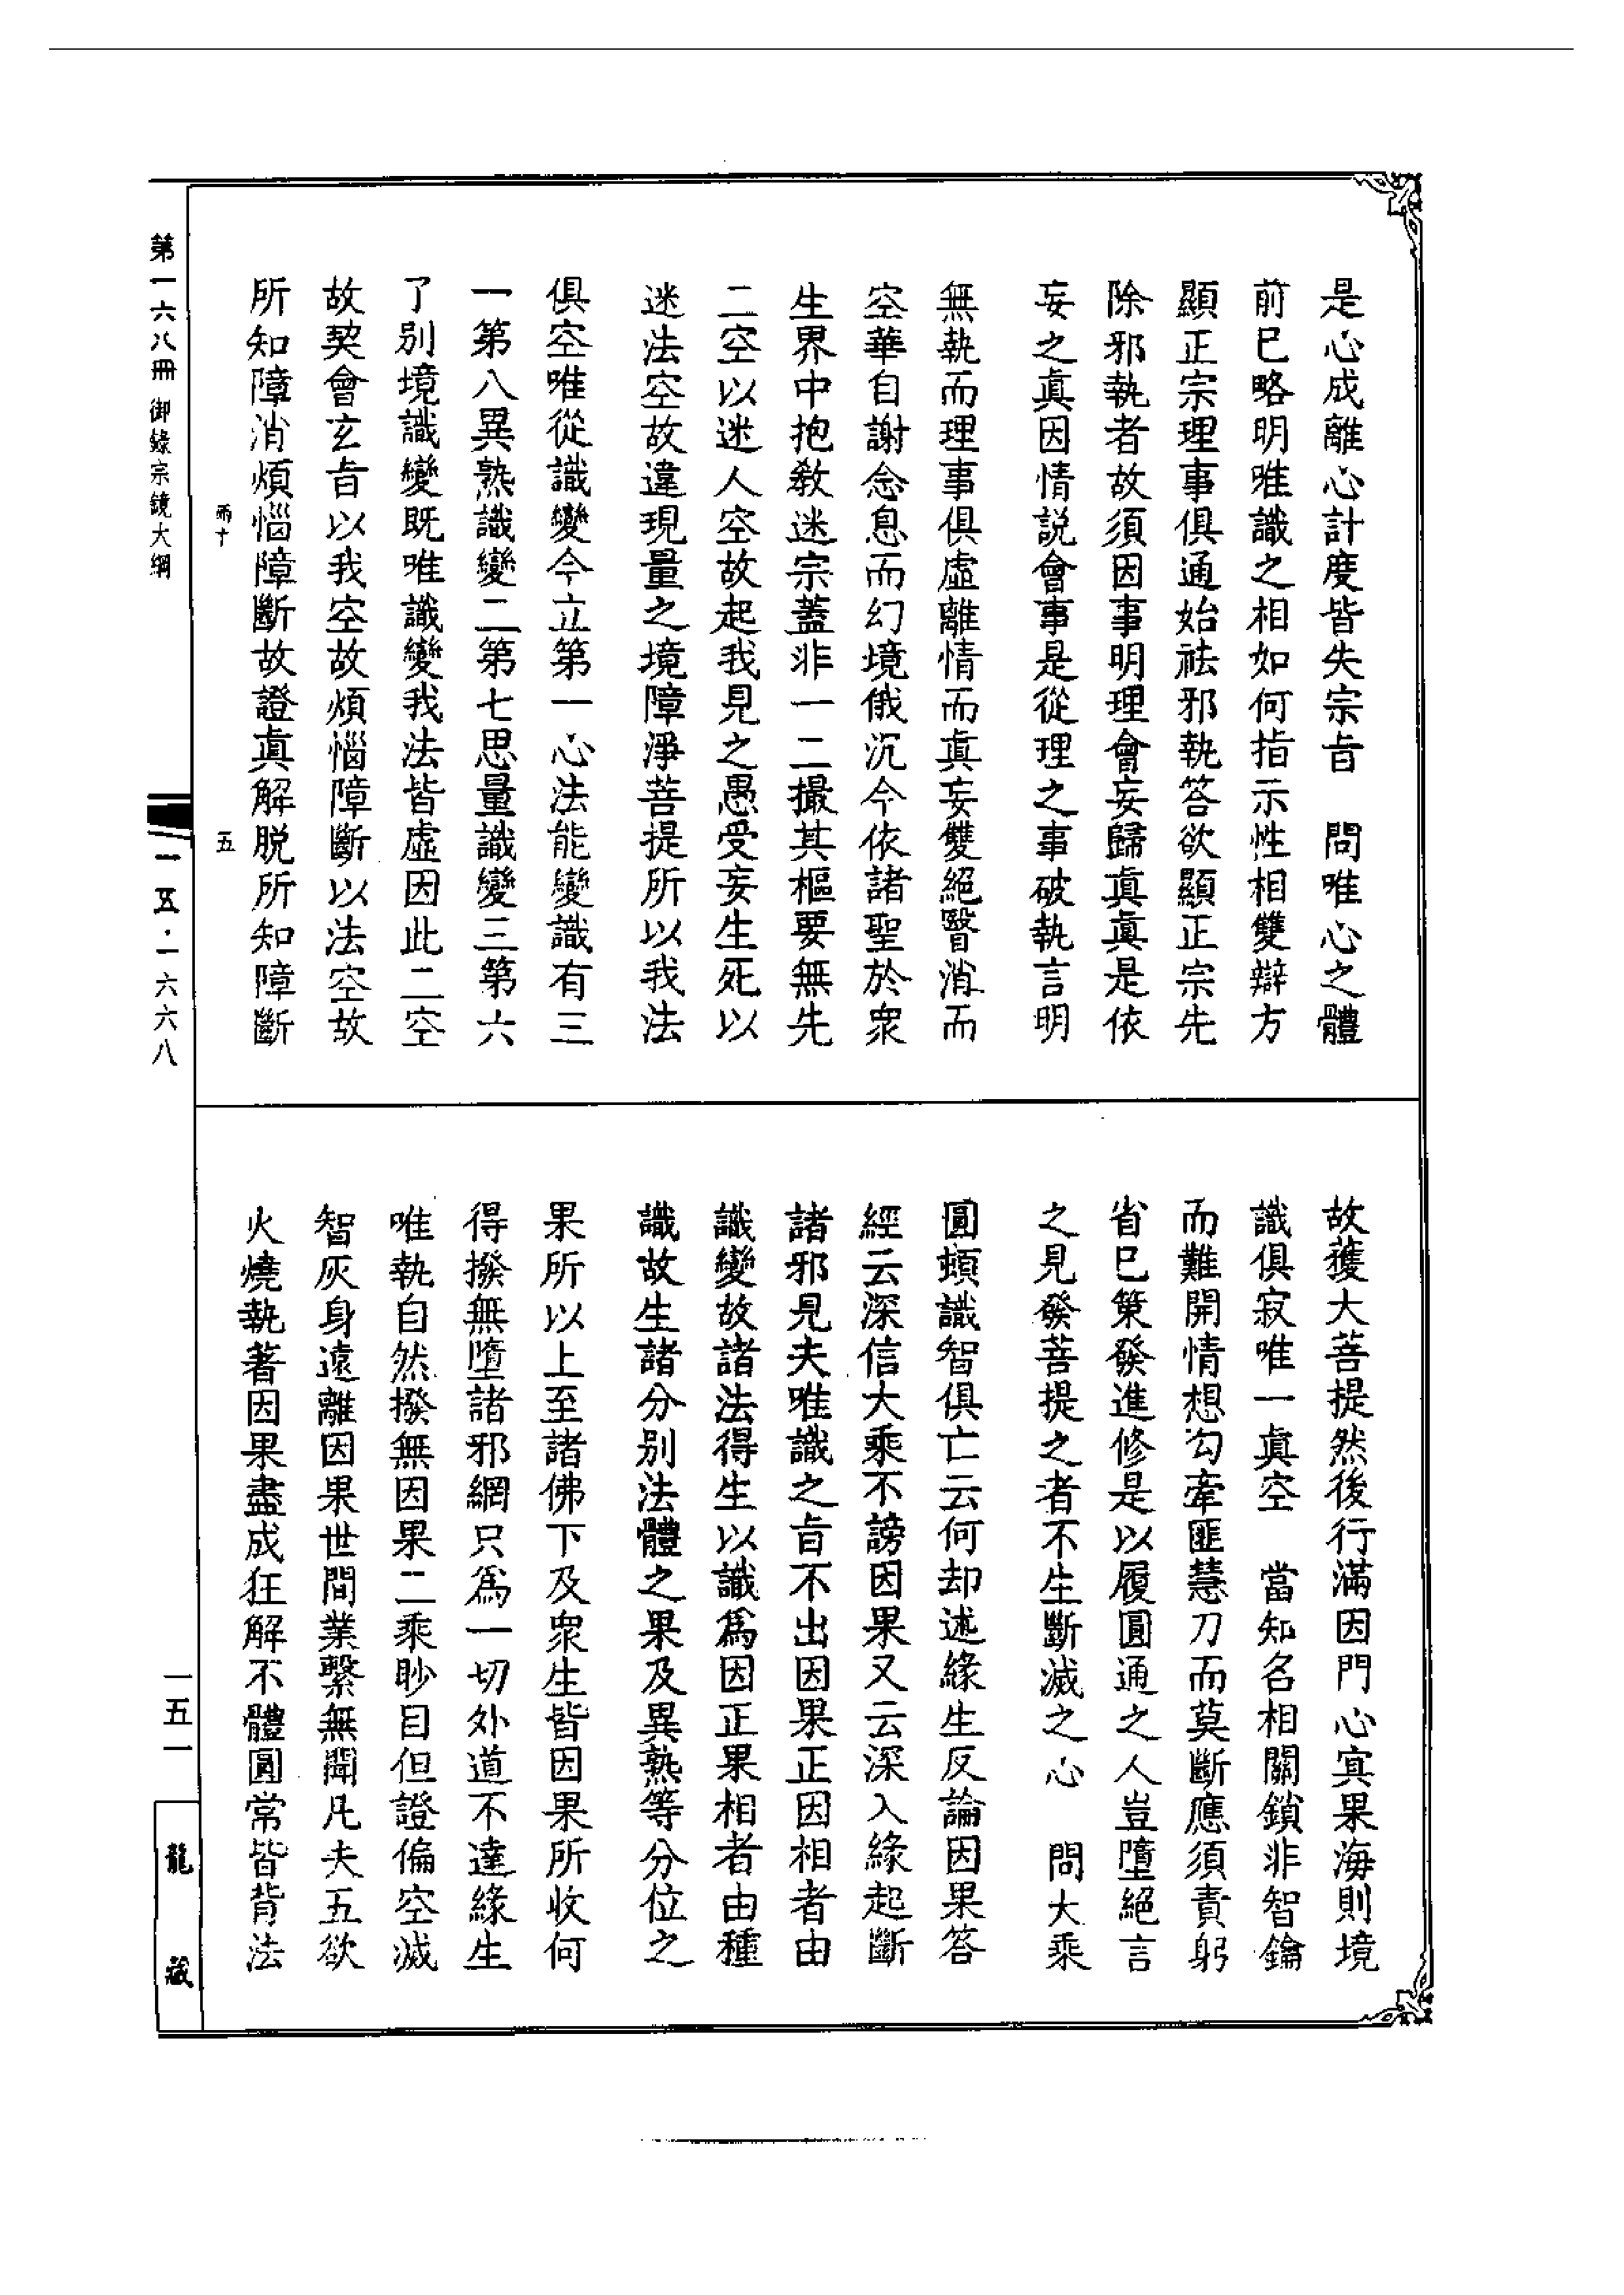 是心成離心計度皆失宗旨　問唯心之體
前已略明唯識之相如何指示性相雙辯方
顯正宗理事俱通始祛邪執答欲顯正宗先
除邪執者故須因事明理會妄歸眞眞是依
妄之眞因情説會事是從理之事破執言明
無執而理事俱虛離情而眞妄雙絕瞖消而
空華自謝念息而幻境俄沉今依諸聖於衆
生界中抱教迷宗蓋非一二撮其樞要無先
二空以迷人空故起我見之愚受妄生死以
迷法空故違現量之境障淨菩提所以我法
俱空唯從識變今立第一心法能變識有三
一第八異熟識變二第七思量識變三第六
了別境識變既唯識變我法皆虛因此二空
故契會玄旨以我空故煩惱障斷以法空故
所知障消煩惱障斷故證眞解脫所知障斷
故獲大菩提然後行滿因門心寅果海則境
識俱寂唯一眞空　當知名相關鎖非智鑰
而難開情想勾牽匪慧刀而莫斷應須責躬
省已策發進修是以履圓通之人豈墮絕言
之見發菩提之者不生斷滅之心　問大乘
圓頓識智俱亡云何却述緣生反論因果答
經云深信大乘不謗因果又云深入緣起斷
諸邪見夫唯識之旨不出因果正因相者由
識變故諸法得生以識爲因正果相者由種
識故生諸分別法體之果及異熟等分位之
果所以上至諸佛下及衆生皆因果所收何
得撥無墮諸邪網只爲一切外道不達緣生
唯執自然撥無因果二乘眇目但證偏空滅
智灰身遠離因果世間業繫無聞凡夫五欲
火燒執著因果盡成狂解不體圓常皆背法
雨十　五
第一六八冊　御錄宗鏡大綱
一五·一六六八
一五一
龍藏